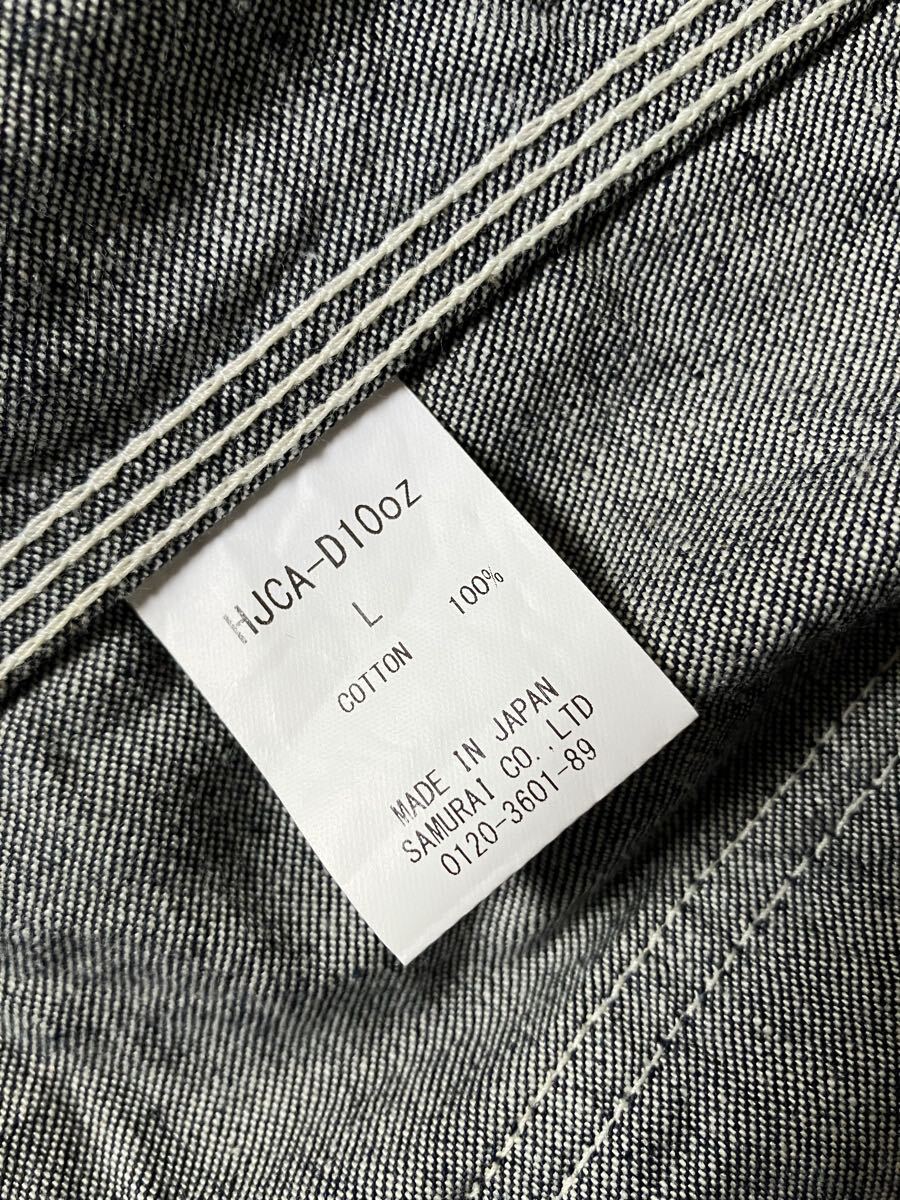 HJCA-D10oz
L
COTTON 100%
MADE IN JAPAN
SAMURAI CO.,LTD
0120-3601-89